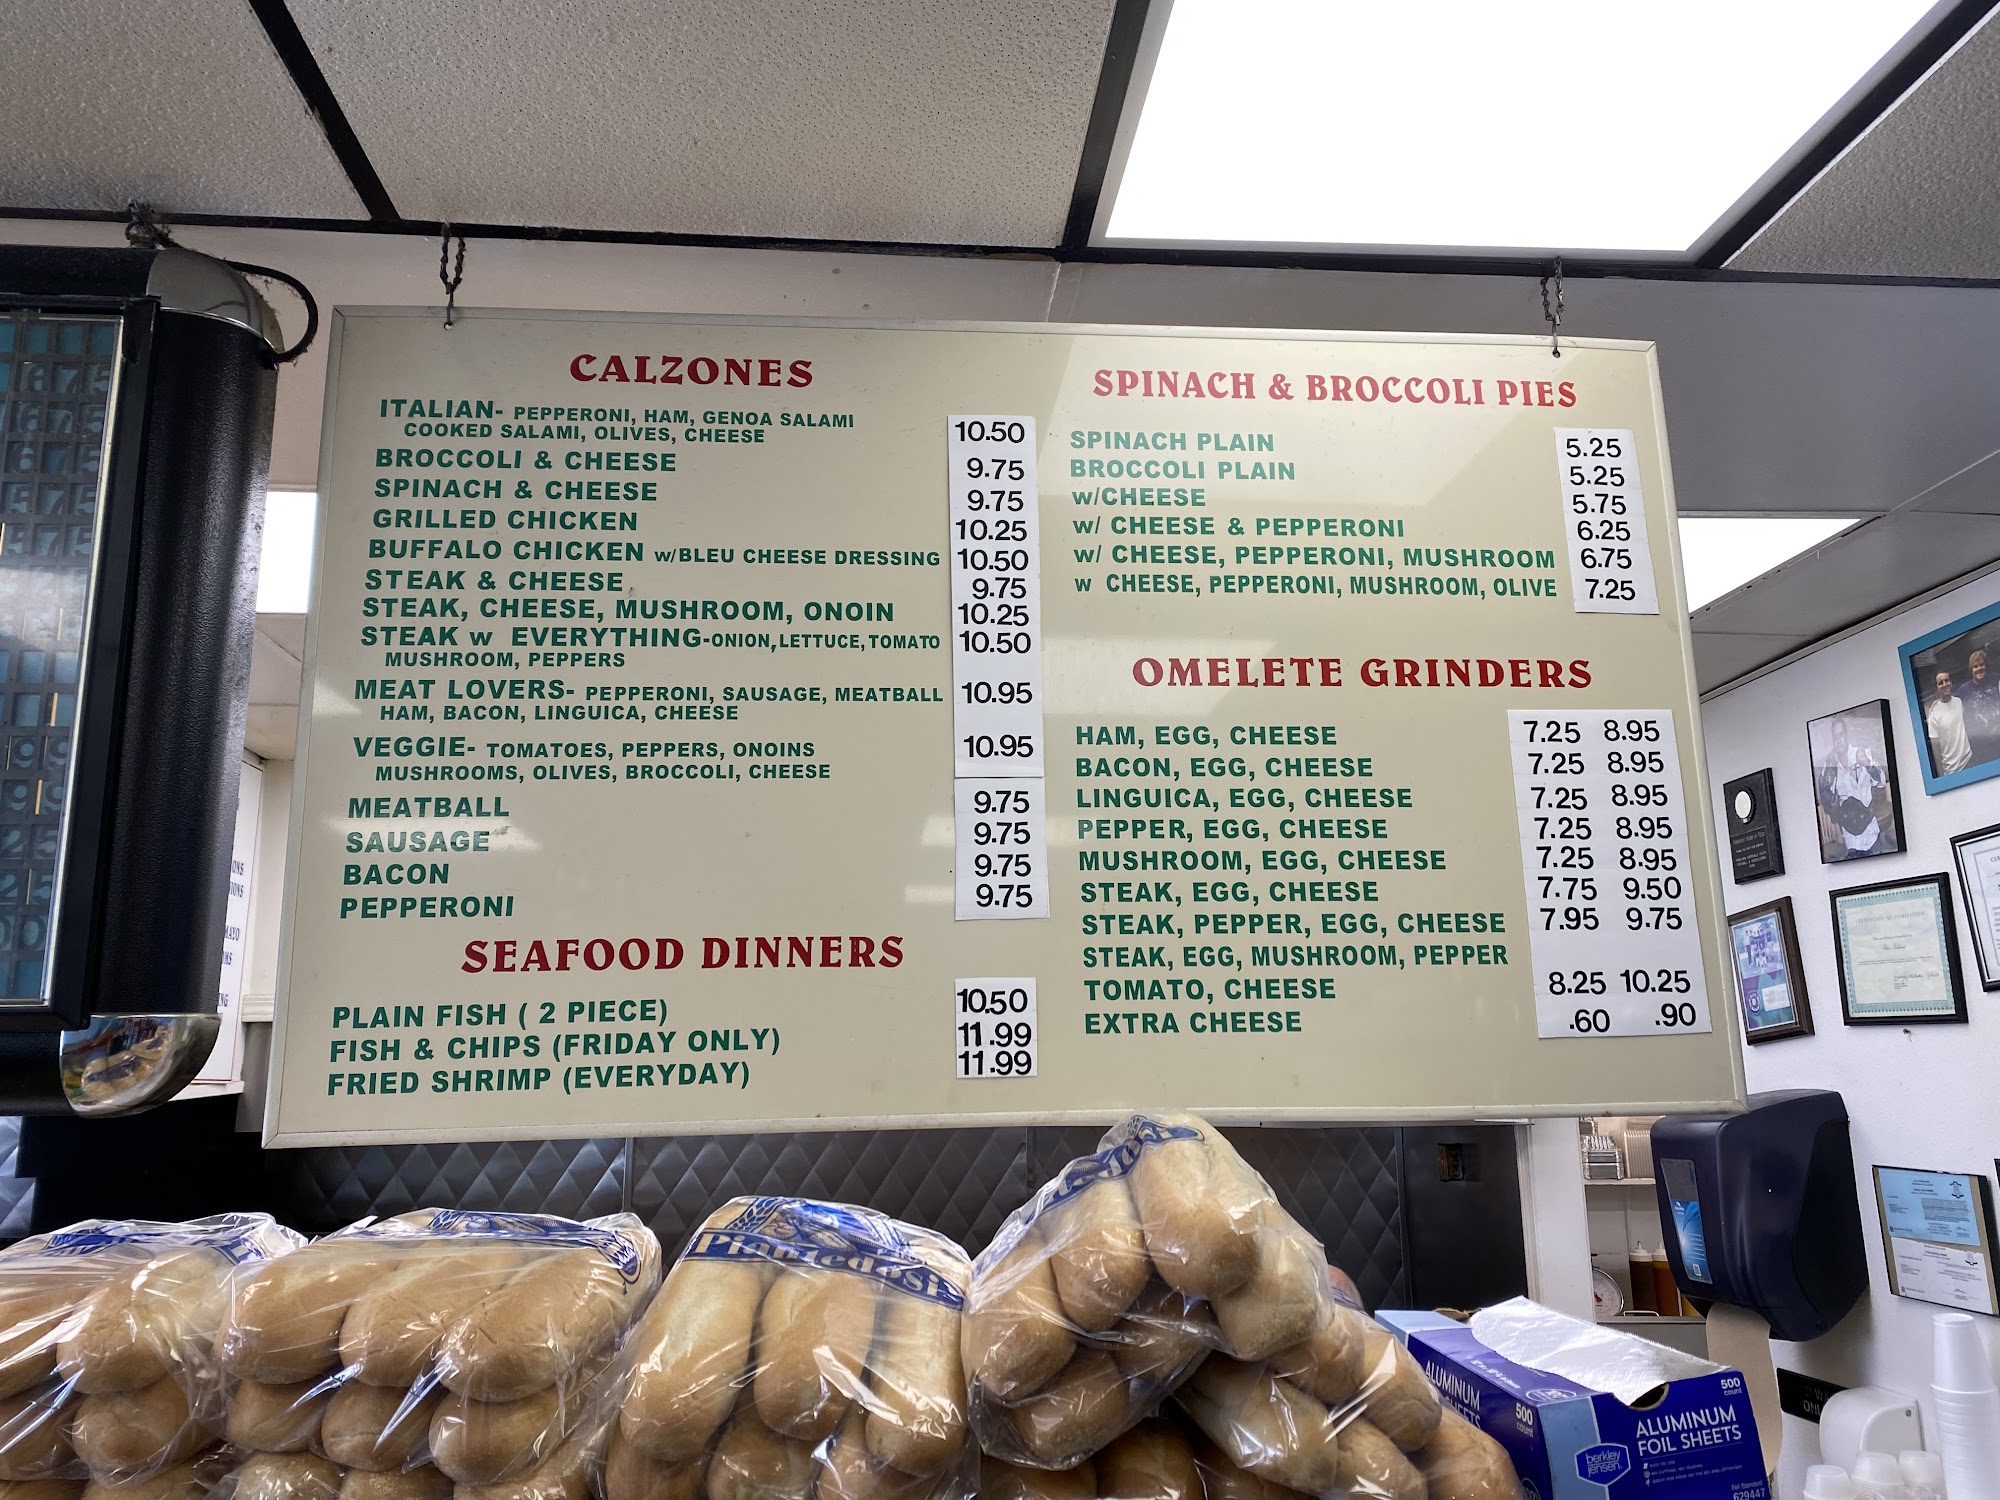 CALZONES
ITALIAN- PEPPERONI, HAM, GENOA SALAMI 10.50
COOKED SALAMI, OLIVES, CHEESE
BROCCOLI & CHEESE 9.75
SPINACH & CHEESE 9.75
GRILLED CHICKEN 10.25
BUFFALO CHICKEN w/BLEU CHEESE DRESSING 10.50
STEAK & CHEESE 9.75
STEAK, CHEESE, MUSHROOM, ONOIN 10.25
STEAK w EVERYTHING-ONION, LETTUCE, TOMATO 10.50
MUSHROOM, PEPPERS
MEAT LOVERS- PEPPERONI, SAUSAGE, MEATBALL 10.95
HAM, BACON, LINGUICA, CHEESE
VEGGIE- TOMATOES, PEPPERS, ONOINS 10.95
MUSHROOMS, OLIVES, BROCCOLI, CHEESE
MEATBALL 9.75
SAUSAGE 9.75
BACON 9.75
PEPPERONI 9.75
SEAFOOD DINNERS
PLAIN FISH ( 2 PIECE) 10.50
FISH & CHIPS (FRIDAY ONLY) 11.99
FRIED SHRIMP (EVERYDAY) 11.99
SPINACH & BROCCOLI PIES
SPINACH PLAIN 5.25
BROCCOLI PLAIN 5.25
w/CHEESE 5.75
w/ CHEESE & PEPPERONI 6.25
w/ CHEESE, PEPPERONI, MUSHROOM 6.75
w CHEESE, PEPPERONI, MUSHROOM, OLIVE 7.25
OMELETE GRINDERS
HAM, EGG, CHEESE 7.25 8.95
BACON, EGG, CHEESE 7.25 8.95
LINGUICA, EGG, CHEESE 7.25 8.95
PEPPER, EGG, CHEESE 7.25 8.95
MUSHROOM, EGG, CHEESE 7.25 8.95
STEAK, EGG, CHEESE 7.75 9.50
STEAK, PEPPER, EGG, CHEESE 7.95 9.75
STEAK, EGG, MUSHROOM, PEPPER
TOMATO, CHEESE 8.25 10.25
EXTRA CHEESE .60 .90
Piantedosi
ALUMINUM
500
count
500
count
ALUMINUM
FOIL SHEETS
berkley
jensen
629447